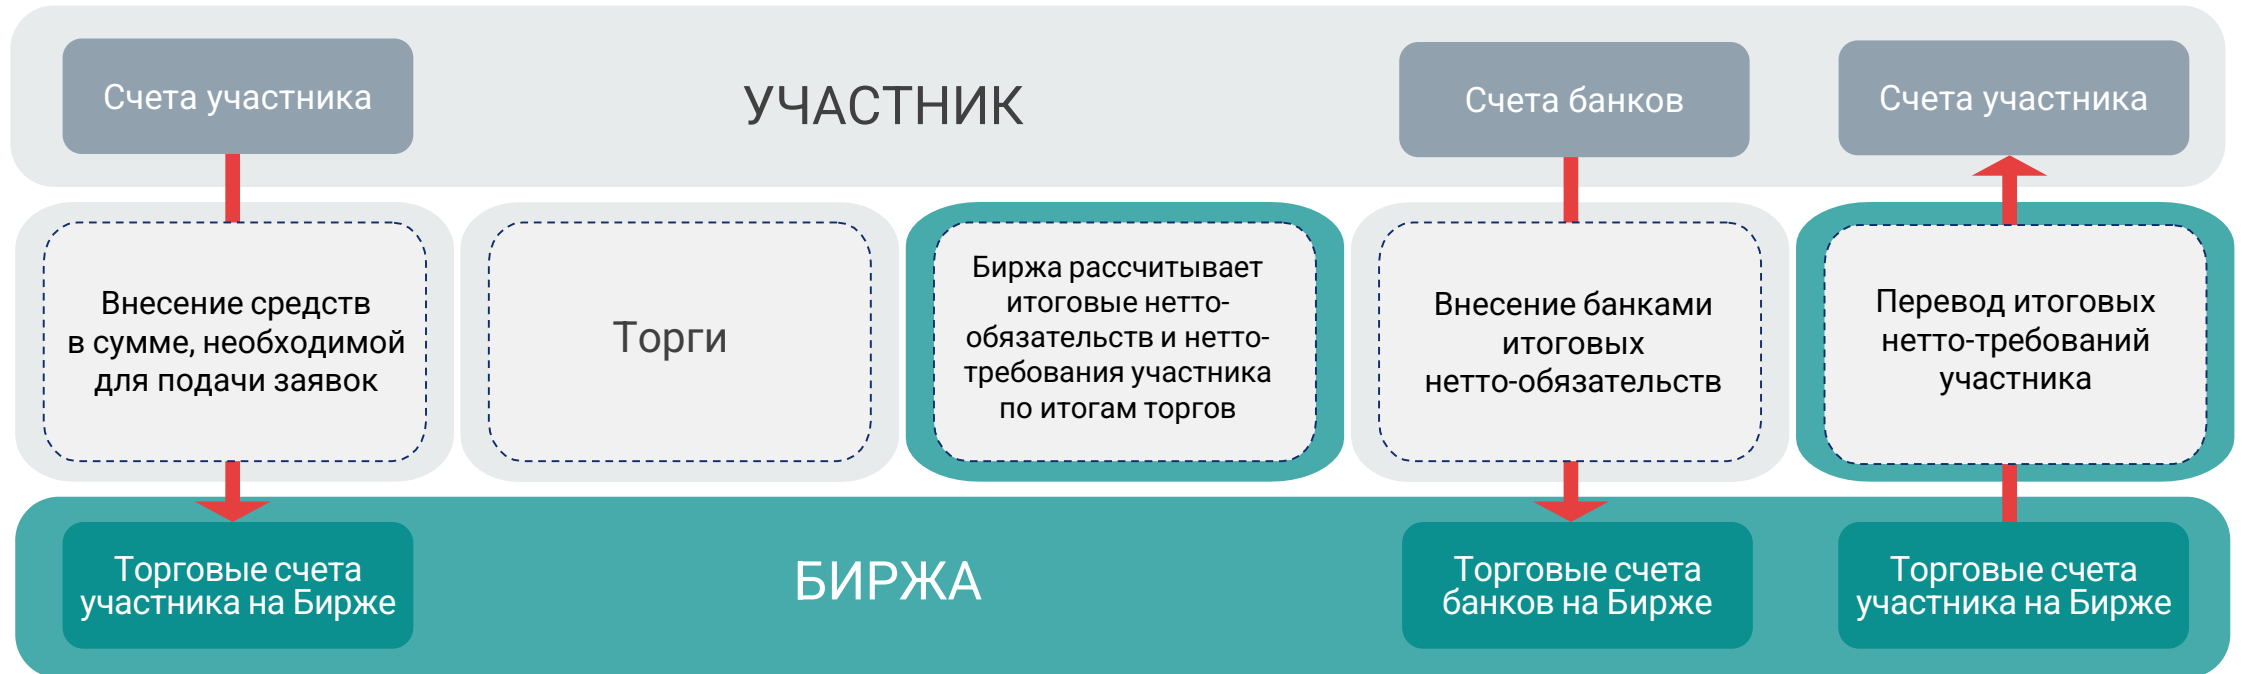 Счета участника
УЧАСТНИК
Счета банков
Счета участника
Внесение средств
в сумме, необходимой
для подачи заявок
Торги
Биржа рассчитывает
итоговые нетто-
обязательств и нетто-
требования участника
по итогам торгов
Внесение банками
итоговых
нетто-обязательств
Перевод итоговых
нетто-требований
участника
Торговые счета
участника на Бирже
БИРЖА
Торговые счета
банков на Бирже
Торговые счета
участника на Бирже